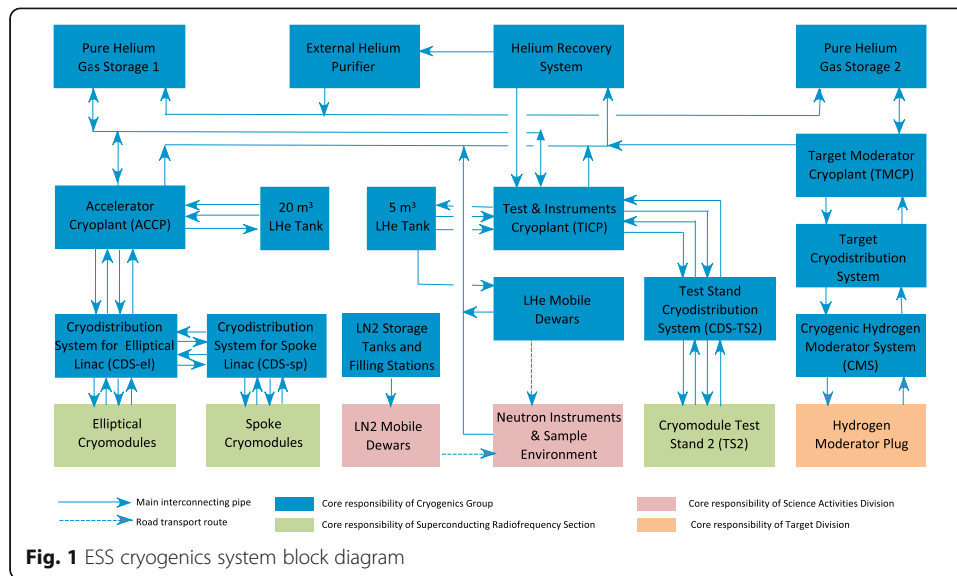 Pure Helium
Gas Storage 1
External Helium
Purifier
Helium Recovery
System
Pure Helium
Gas Storage 2
Target Moderator
Cryoplant (TMCP)
Accelerator
Cryoplant (ACCP)
20 m³
LHe Tank
5 m³
LHe Tank
Test & Instruments
Cryoplant (TICP)
Target
Cryodistribution
System
LHe Mobile
Dewars
Test Stand
Cryodistribution
System (CDS-TS2)
Cryodistribution
System for Elliptical
Linac (CDS-el)
Cryodistribution
System for Spoke
Linac (CDS-sp)
LN2 Storage
Tanks and
Filling Stations
Cryogenic Hydrogen
Moderator System
(CMS)
Elliptical
Cryomodules
Spoke
Cryomodules
LN2 Mobile
Dewars
Neutron Instruments
& Sample
Environment
Cryomodule Test
Stand 2 (TS2)
Hydrogen
Moderator Plug
Main interconnecting pipe
Core responsibility of Cryogenics Group
Core responsibility of Science Activities Division
Road transport route
Core responsibility of Superconducting Radiofrequency Section
Core responsibility of Target Division
Fig. 1 ESS cryogenics system block diagram